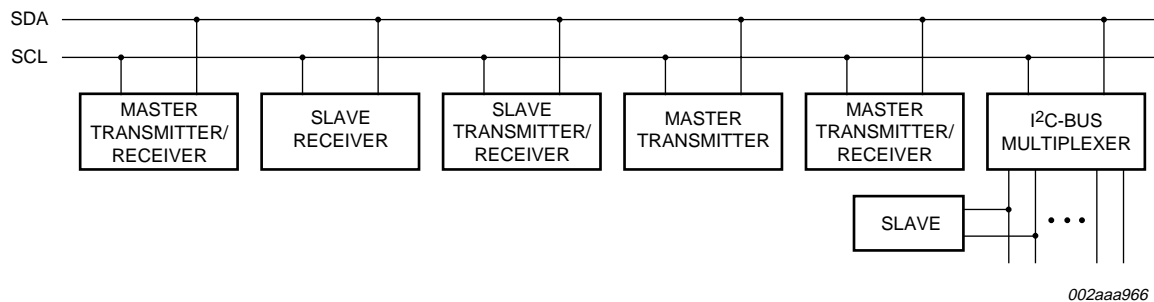 SDA
SCL
MASTER
TRANSMITTER/
RECEIVER
SLAVE
RECEIVER
SLAVE
TRANSMITTER/
RECEIVER
MASTER
TRANSMITTER
MASTER
TRANSMITTER/
RECEIVER
I²C-BUS
MULTIPLEXER
SLAVE
002aaa966